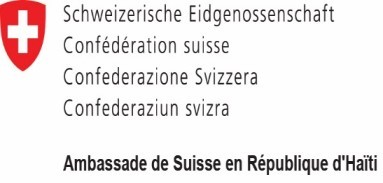 Schweizerische Eidgenossenschaft
Confédération suisse
Confederazione Svizzera
Confederaziun svizra
Ambassade de Suisse en République d'Haïti